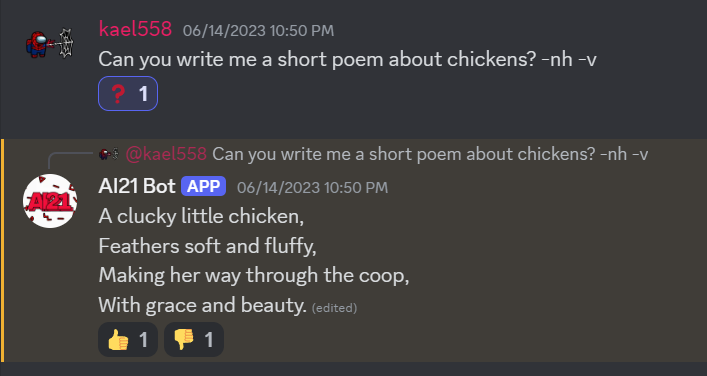 kael558 06/14/2023 10:50 PM
Can you write me a short poem about chickens? -nh -v
❓ 1
@kael558 Can you write me a short poem about chickens? -nh -v
AI21
AI21 Bot APP 06/14/2023 10:50 PM
A clucky little chicken,
Feathers soft and fluffy,
Making her way through the coop,
With grace and beauty. (edited)
👍 1 👎 1